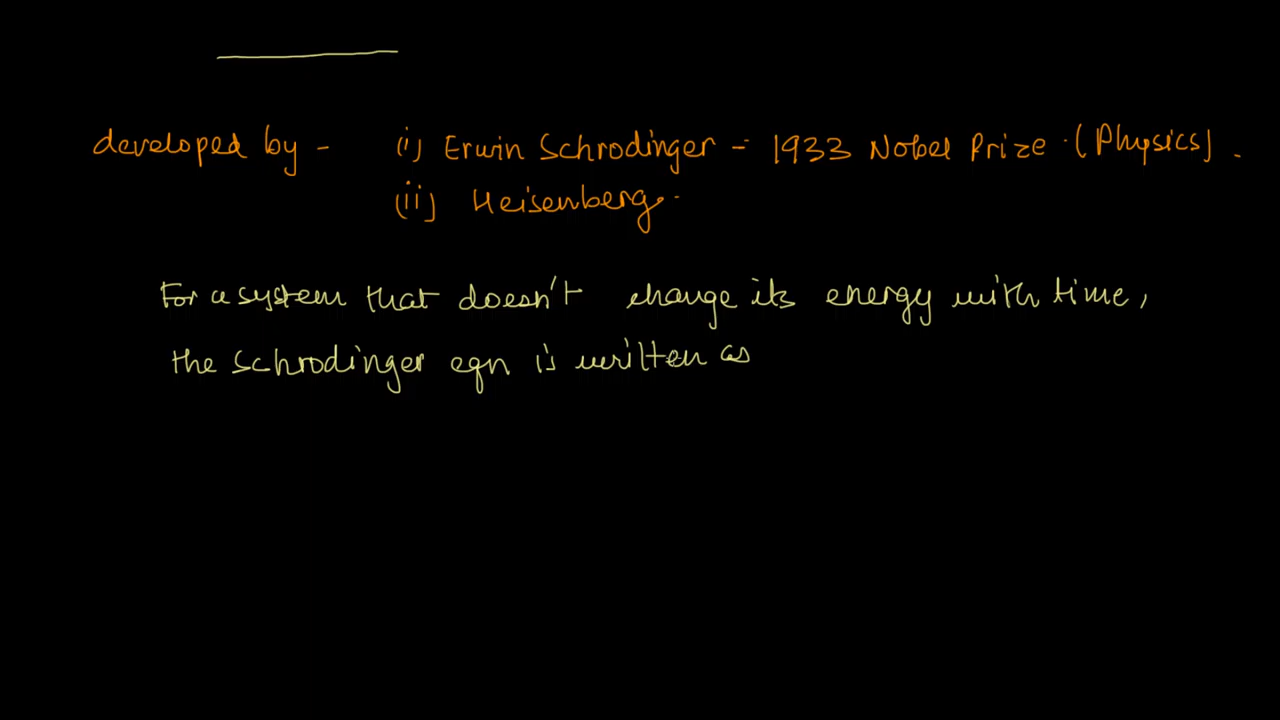 developed by - (i) Erwin Schrodinger - 1933 Nobel Prize. (Physics).
(ii) Heisenberg.
For a system that doesn't change its energy with time,
the schrodinger eqn is written as